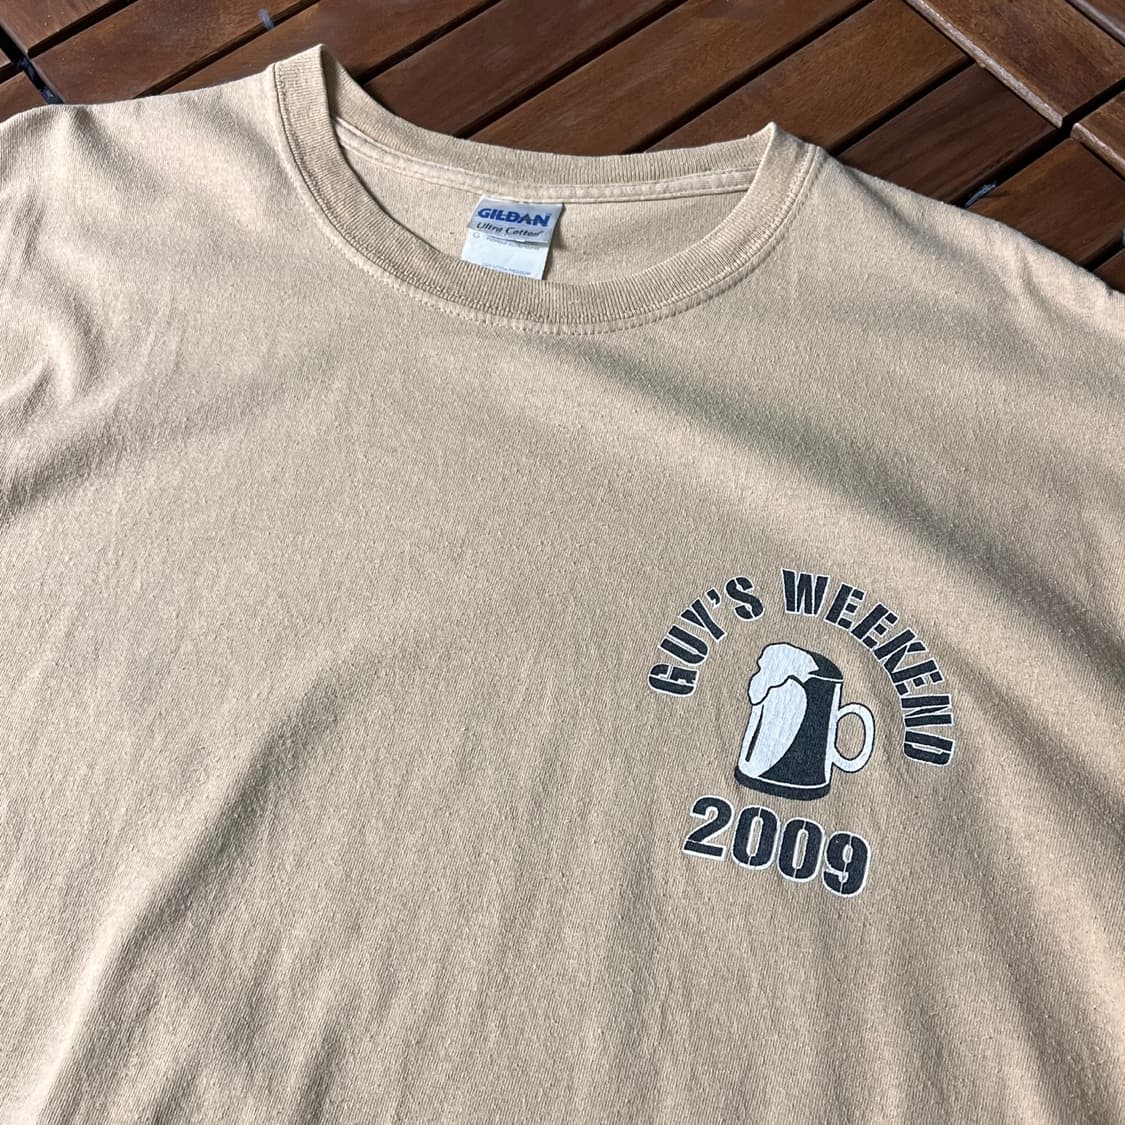 GILDAN
Ultra Cotton
GUY'S WEEKEND
2009